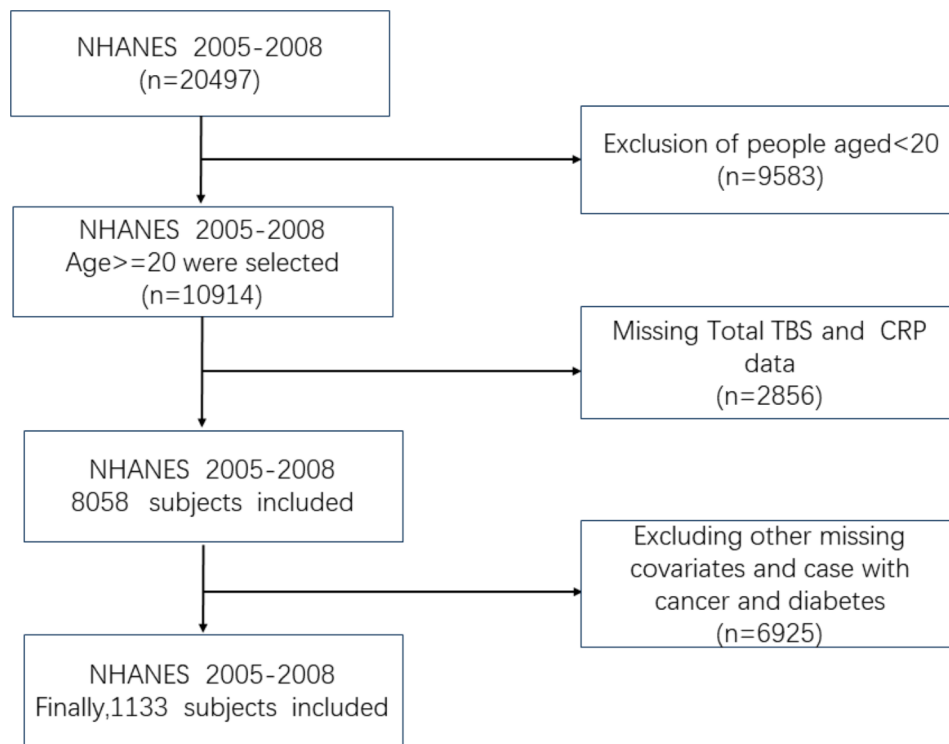 NHANES 2005-2008
(n=20497)
Exclusion of people aged<20
(n=9583)
NHANES 2005-2008
Age>=20 were selected
(n=10914)
Missing Total TBS and CRP
data
(n=2856)
NHANES 2005-2008
8058 subjects included
Excluding other missing
covariates and case with
cancer and diabetes
(n=6925)
NHANES 2005-2008
Finally,1133 subjects included